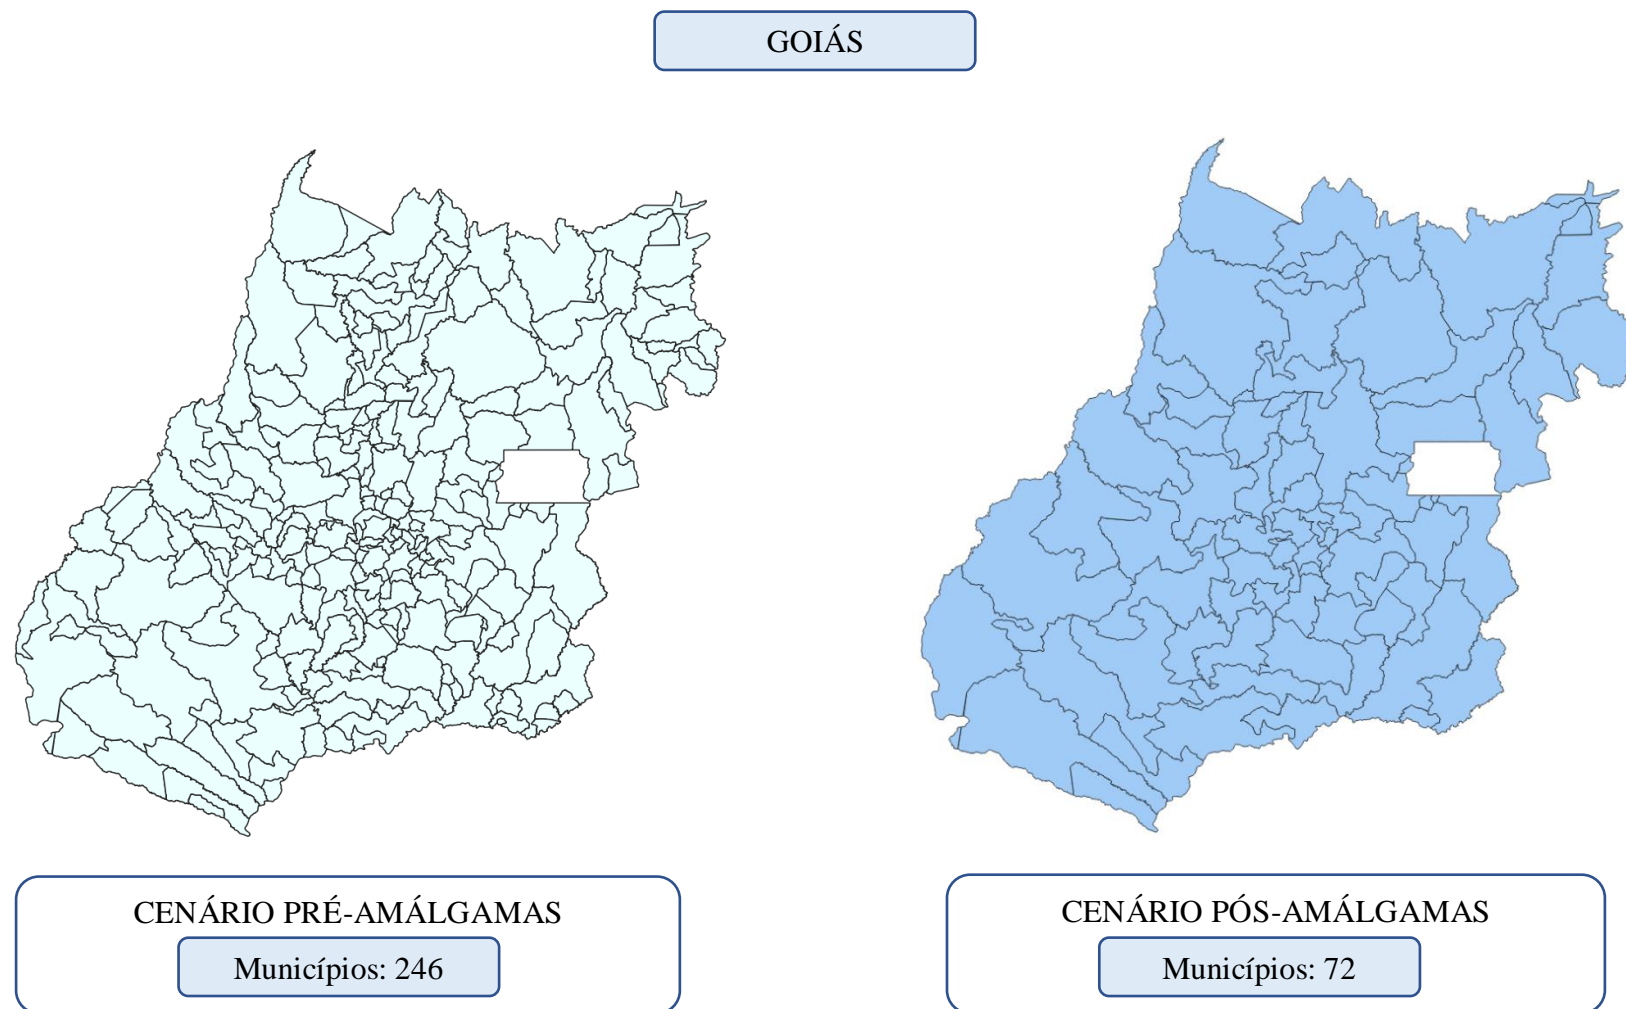 GOIÁS
CENÁRIO PRÉ-AMÁLGAMAS
Municípios: 246
CENÁRIO PÓS-AMÁLGAMAS
Municípios: 72